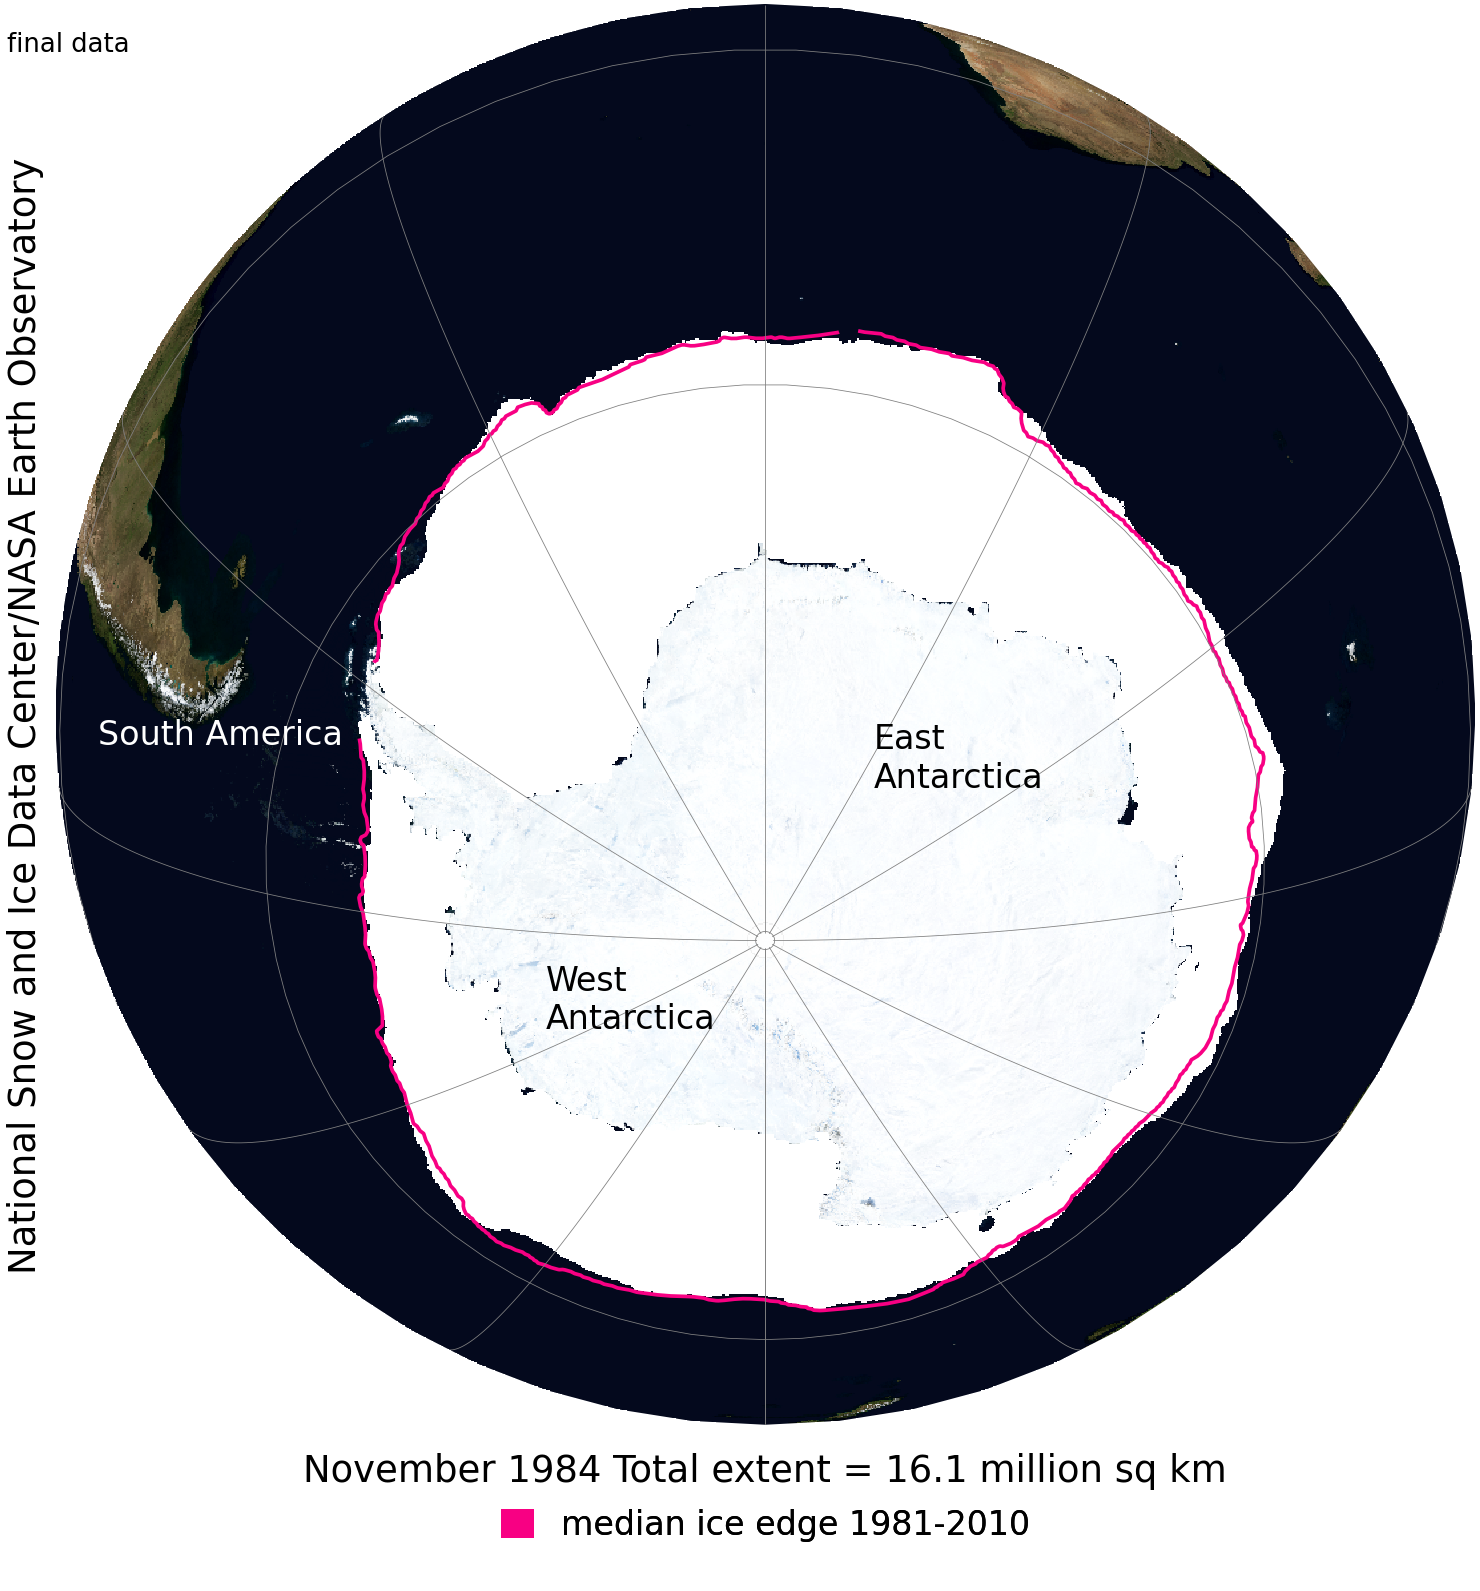 final data
National Snow and Ice Data Center/NASA Earth Observatory
South America
East
Antarctica
West
Antarctica
November 1984 Total extent = 16.1 million sq km
median ice edge 1981-2010